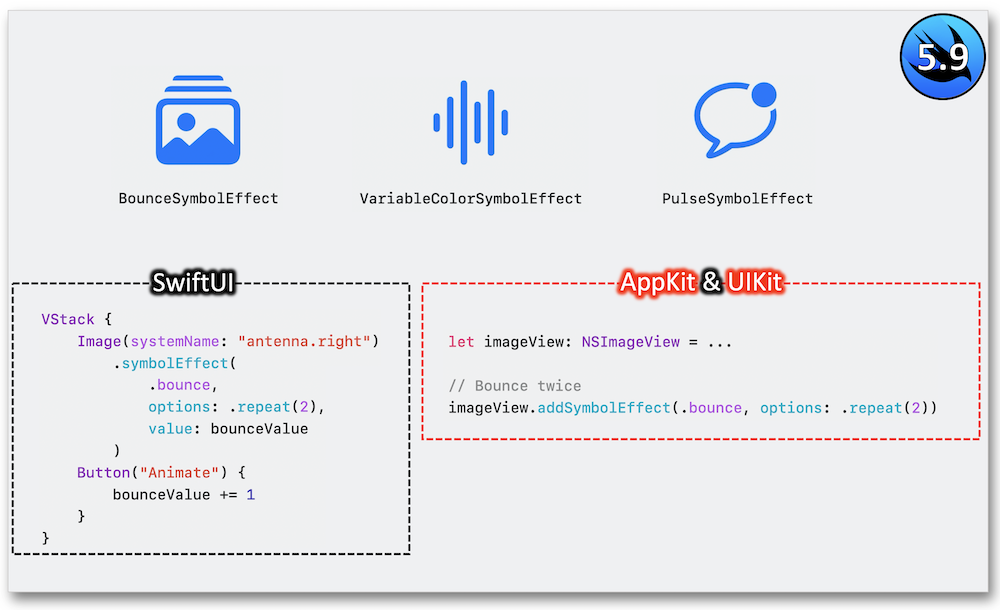 5.9
BounceSymbolEffect
VariableColorSymbolEffect
PulseSymbolEffect
SwiftUI
VStack {
    Image(systemName: "antenna.right")
        .symbolEffect(
            .bounce,
            options: .repeat(2),
            value: bounceValue
        )
    Button("Animate") {
        bounceValue += 1
    }
}
AppKit & UIKit
let imageView: NSImageView = ...
// Bounce twice
imageView.addSymbolEffect(.bounce, options: .repeat(2))